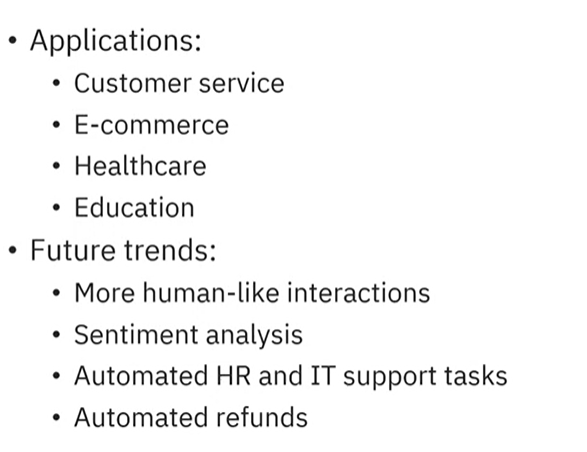 • Applications:
• Customer service
• E-commerce
• Healthcare
• Education
• Future trends:
• More human-like interactions
• Sentiment analysis
• Automated HR and IT support tasks
• Automated refunds